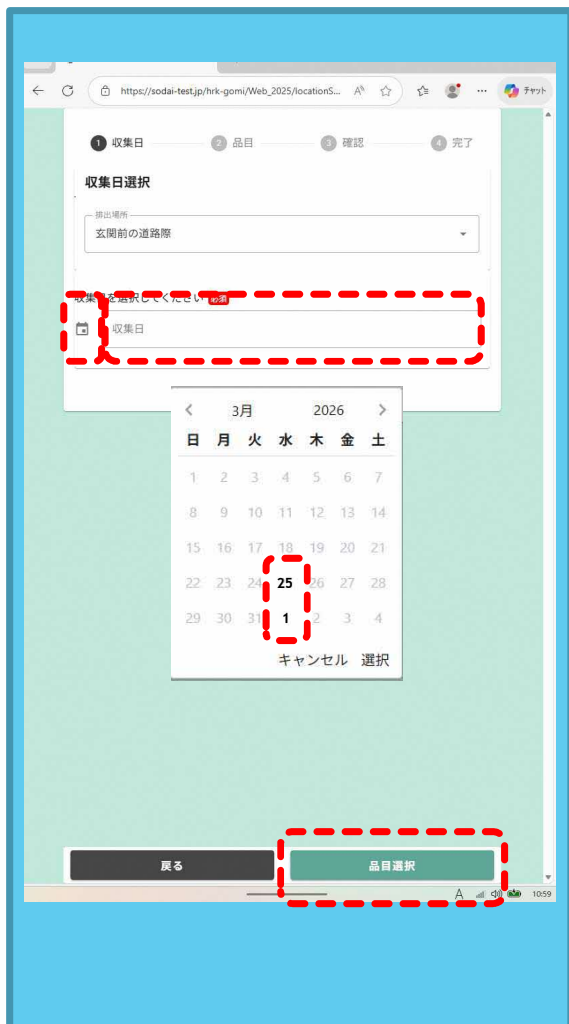 https://sodai-test.jp/hrk-gomi/Web_2025/locationS... チャット
1 収集日 2 品目 3 確認 4 完了
収集日選択
排出場所
玄関前の道路際
収集日を選択してください 必須
収集日
3月 2026
日 月 火 水 木 金 土
1 2 3 4 5 6 7
8 9 10 11 12 13 14
15 16 17 18 19 20 21
22 23 24 25 26 27 28
29 30 31 1 2 3 4
キャンセル 選択
戻る 品目選択
A 10:59